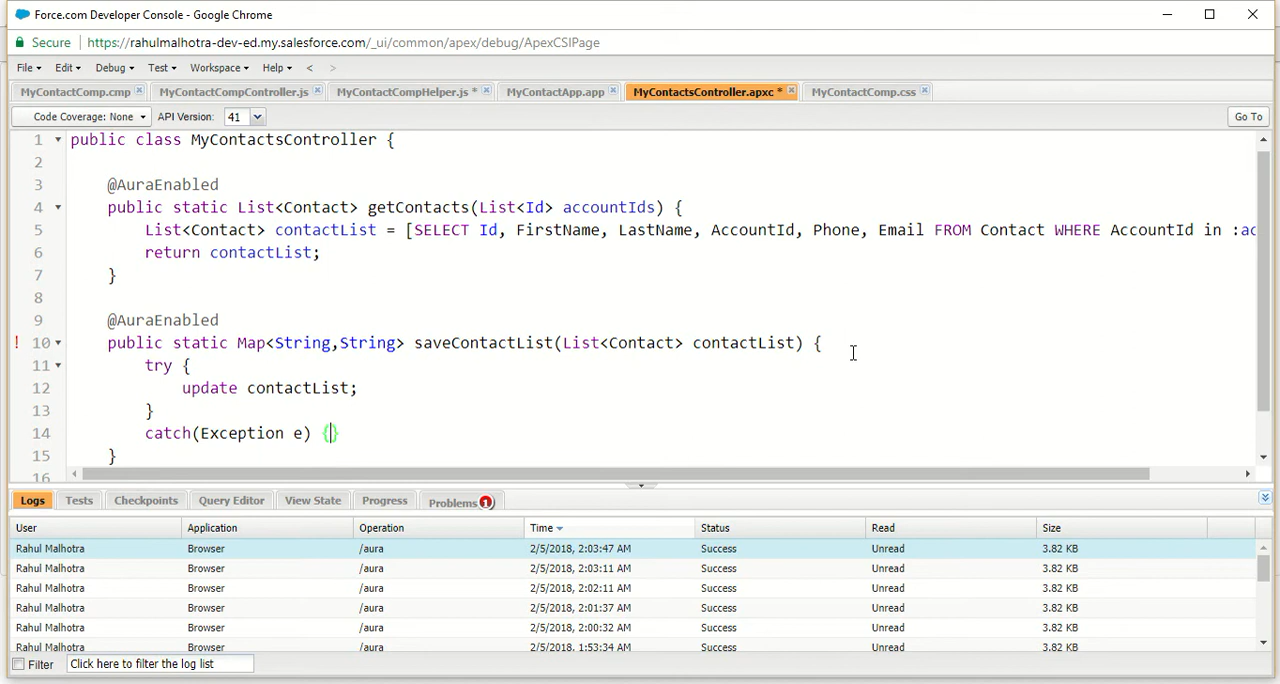 Force.com Developer Console - Google Chrome
Secure https://rahulmalhotra-dev-ed.my.salesforce.com/_ui/common/apex/debug/ApexCSIPage
File Edit Debug Test Workspace Help < >
MyContactComp.cmp MyContactCompController.js MyContactCompHelper.js * MyContactApp.app MyContactsController.apxc * MyContactComp.css
Code Coverage: None API Version: 41 Go To
1 public class MyContactsController {
2
3 @AuraEnabled
4 public static List<Contact> getContacts(List<Id> accountIds) {
5 List<Contact> contactList = [SELECT Id, FirstName, LastName, AccountId, Phone, Email FROM Contact WHERE AccountId in :ac
6 return contactList;
7 }
8
9 @AuraEnabled
! 10 public static Map<String,String> saveContactList(List<Contact> contactList) {
11 try {
12 update contactList;
13 }
14 catch(Exception e) {}
15 }
16
Logs Tests Checkpoints Query Editor View State Progress Problems 1
User Application Operation Time Status Read Size
Rahul Malhotra Browser /aura 2/5/2018, 2:03:47 AM Success Unread 3.82 KB
Rahul Malhotra Browser /aura 2/5/2018, 2:03:11 AM Success Unread 3.82 KB
Rahul Malhotra Browser /aura 2/5/2018, 2:02:11 AM Success Unread 3.82 KB
Rahul Malhotra Browser /aura 2/5/2018, 2:01:37 AM Success Unread 3.82 KB
Rahul Malhotra Browser /aura 2/5/2018, 2:00:32 AM Success Unread 3.82 KB
Rahul Malhotra Browser /aura 2/5/2018, 1:53:34 AM Success Unread 3.82 KB
Filter Click here to filter the log list